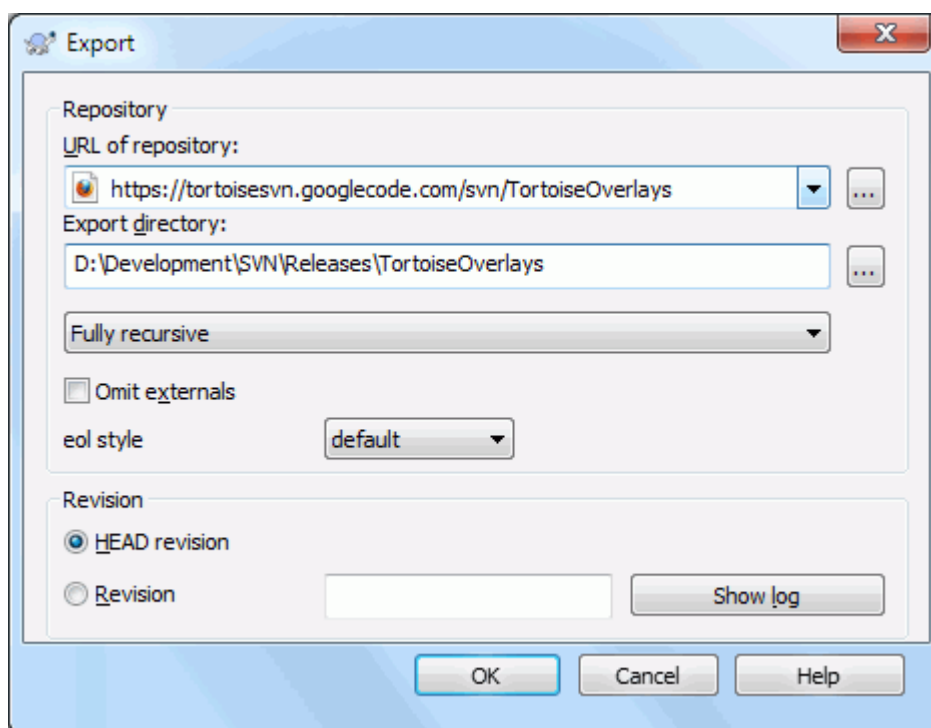 Export
Repository
URL of repository:
https://tortoisesvn.googlecode.com/svn/TortoiseOverlays
...
Export directory:
D:\Development\SVN\Releases\TortoiseOverlays
...
Fully recursive
Omit externals
eol style default
Revision
HEAD revision
Revision Show log
OK Cancel Help